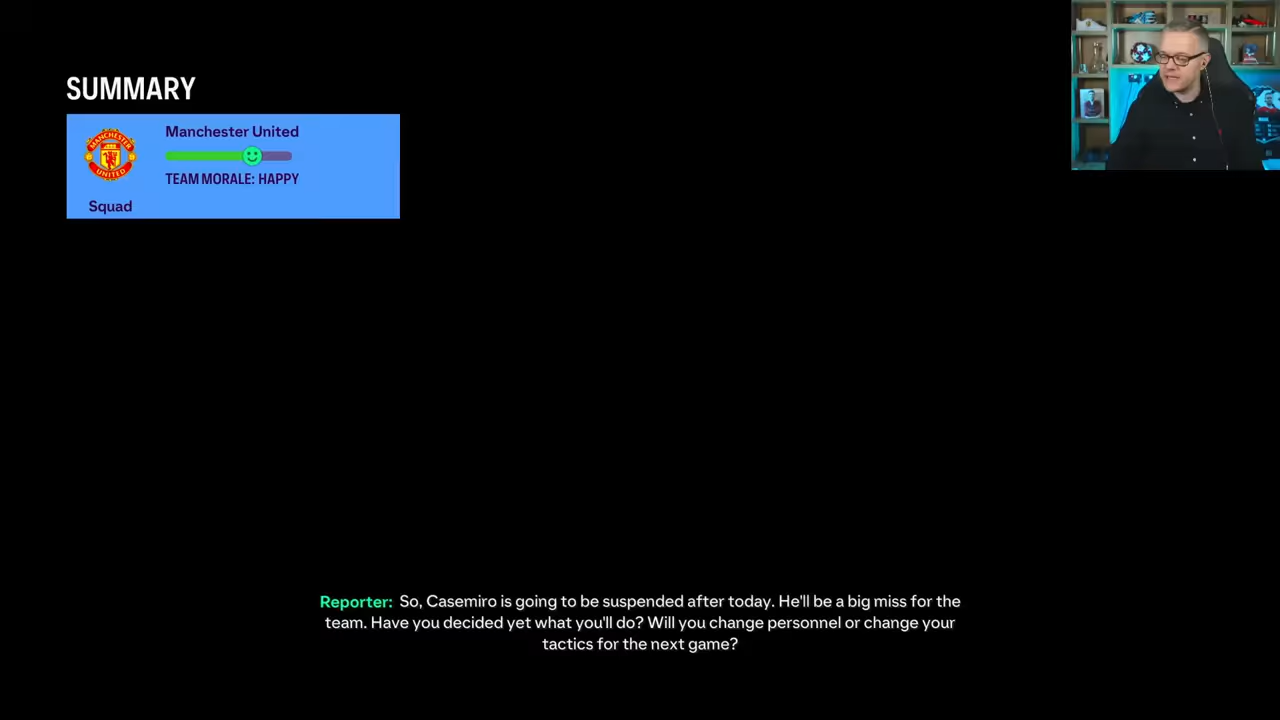 SUMMARY
Manchester United
MANCHESTER
UNITED
TEAM MORALE: HAPPY
Squad
Reporter: So, Casemiro is going to be suspended after today. He'll be a big miss for the
team. Have you decided yet what you'll do? Will you change personnel or change your
tactics for the next game?